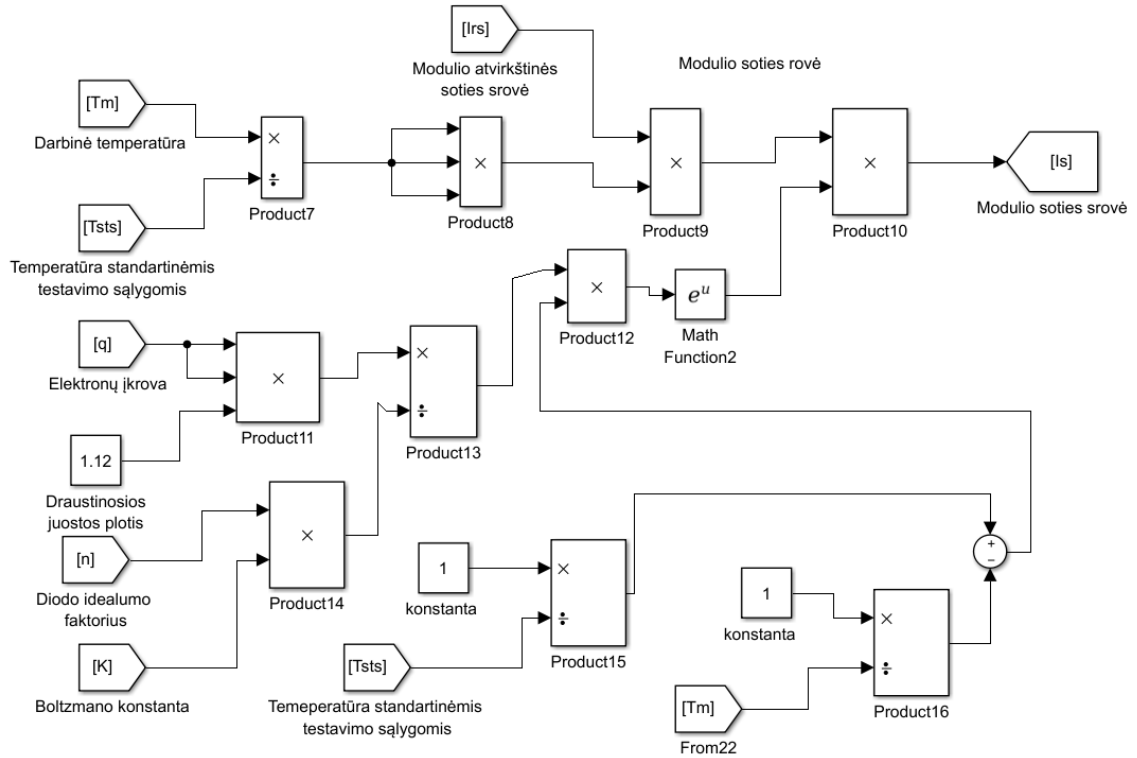 [Irs]
Modulio atvirkštinės
soties srovė
Modulio soties rovė
[Tm]
Darbinė temperatūra
×
÷
Product7
×
Product8
×
Product9
×
Product10
[Is]
Modulio soties srovė
[Tsts]
Temperatūra standartinėmis
testavimo sąlygomis
×
Product12
e^u
Math
Function2
[q]
Elektronų įkrova
×
Product11
×
÷
Product13
1.12
Draustinosios
juostos plotis
[n]
Diodo idealumo
faktorius
×
Product14
[K]
Boltzmano konstanta
1
konstanta
×
÷
Product15
[Tsts]
Temeperatūra standartinėmis
testavimo sąlygomis
+
−
1
konstanta
×
÷
Product16
[Tm]
From22